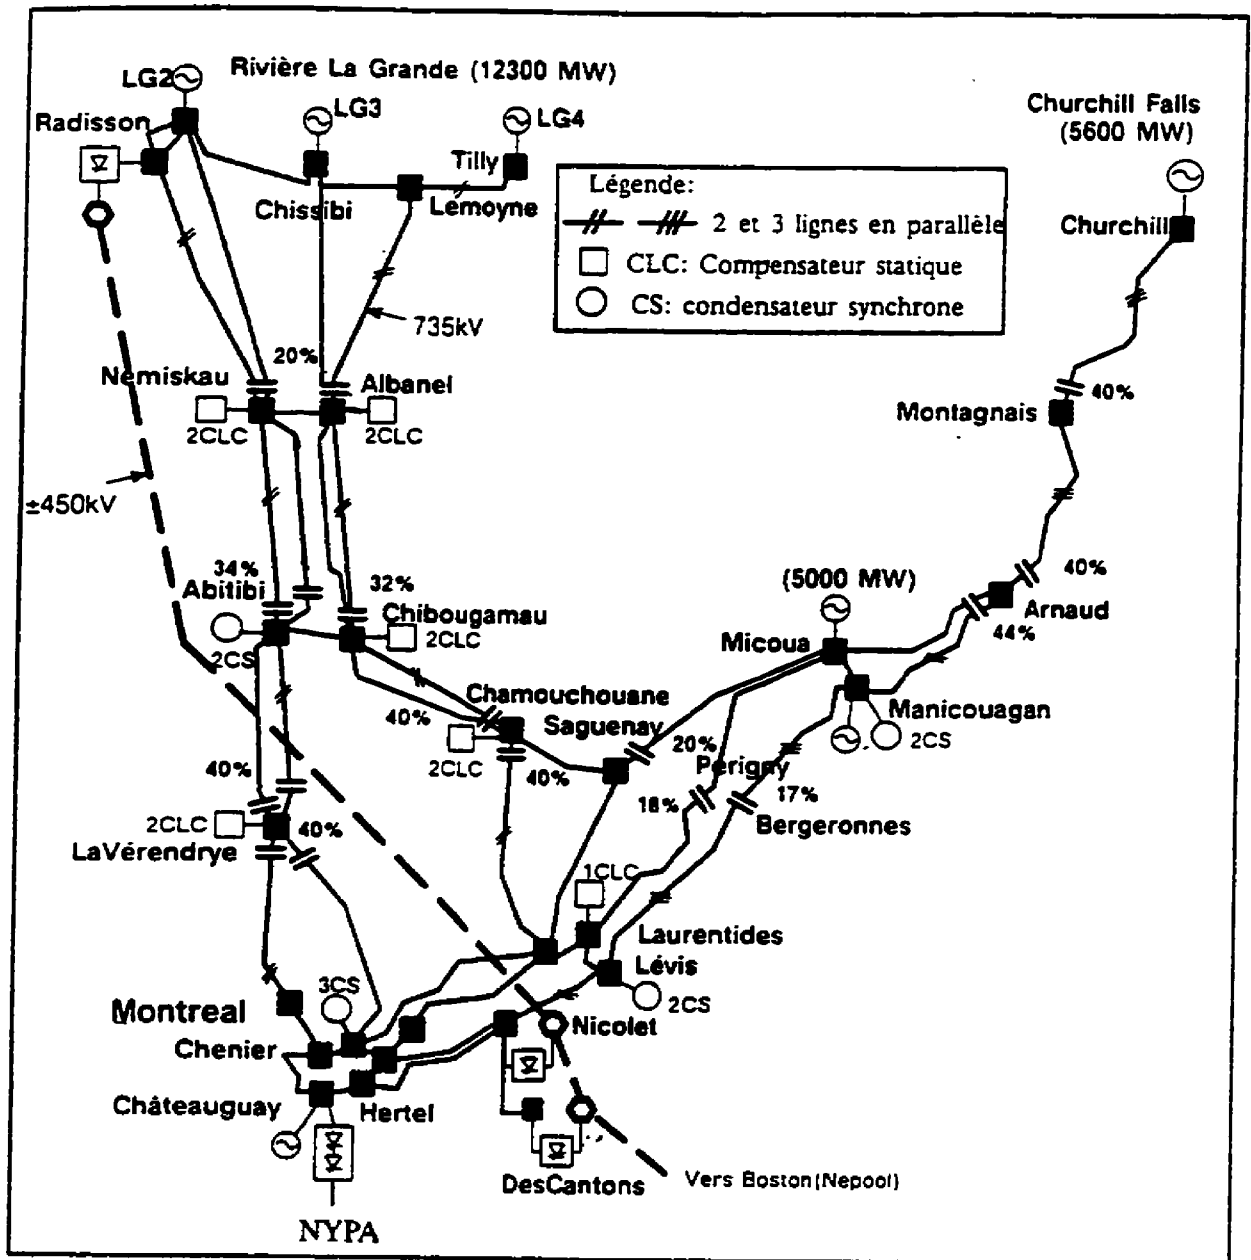 Rivière La Grande (12300 MW)
LG2
LG3
LG4
Radisson
Tilly
Chissibi
Lemoyne
Churchill Falls
(5600 MW)
Churchill
Légende:
2 et 3 lignes en parallèle
CLC: Compensateur statique
CS: condensateur synchrone
735kV
20%
Nemiskau
Albanel
2CLC
2CLC
Montagnais
40%
±450kV
34%
Abitibi
32%
Chibougamau
2CLC
2CS
(5000 MW)
40%
Arnaud
44%
Micoua
Manicouagan
2CS
Chamouchouane
Saguenay
40%
2CLC
40%
20%
Périgny
18%
17%
Bergeronnes
40%
2CLC
40%
LaVérendrye
1CLC
Laurentides
Lévis
2CS
3CS
Montreal
Chenier
Nicolet
Châteauguay
Hertel
DesCantons
Vers Boston(Nepool)
NYPA